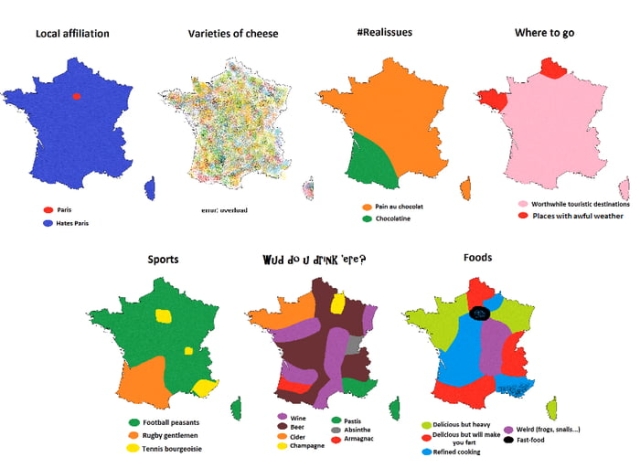 Local affiliation
Varieties of cheese
#Realissues
Where to go
Paris
Hates Paris
error: overload
Pain au chocolet
Chocolatine
Worthwhile touristic destinations
Places with awful weather
Sports
Wud do u drink 'ere?
Foods
Football peasants
Rugby gentlemen
Tennis bourgeoisie
Wine
Beer
Cider
Champagne
Pastis
Absinthe
Armagnac
Delicious but heavy
Delicious but will make
you fart
Refined cooking
Weird (frogs, snails...)
Fast-food